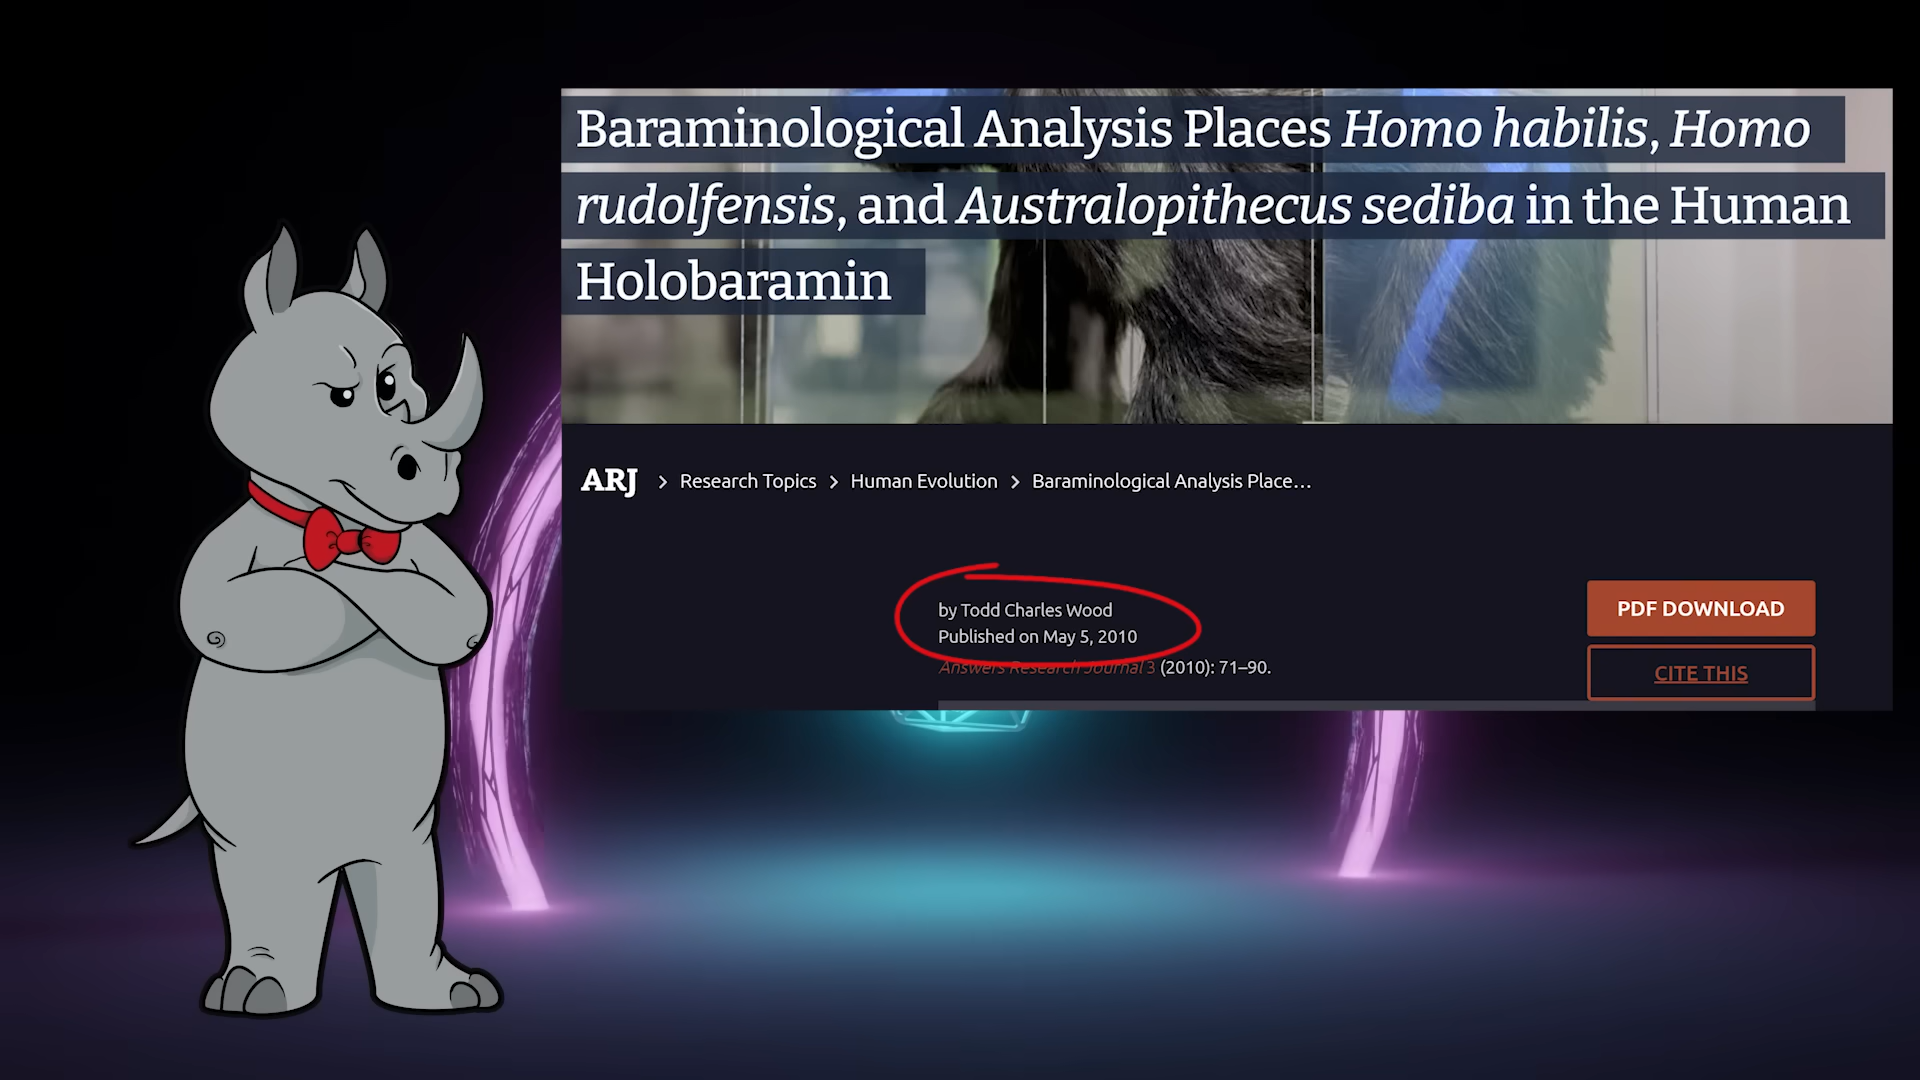 Baraminological Analysis Places Homo habilis, Homo
rudolfensis, and Australopithecus sediba in the Human
Holobaramin
ARJ > Research Topics > Human Evolution > Baraminological Analysis Place...
by Todd Charles Wood
Published on May 5, 2010
Answers Research Journal 3 (2010): 71–90.
PDF DOWNLOAD
CITE THIS